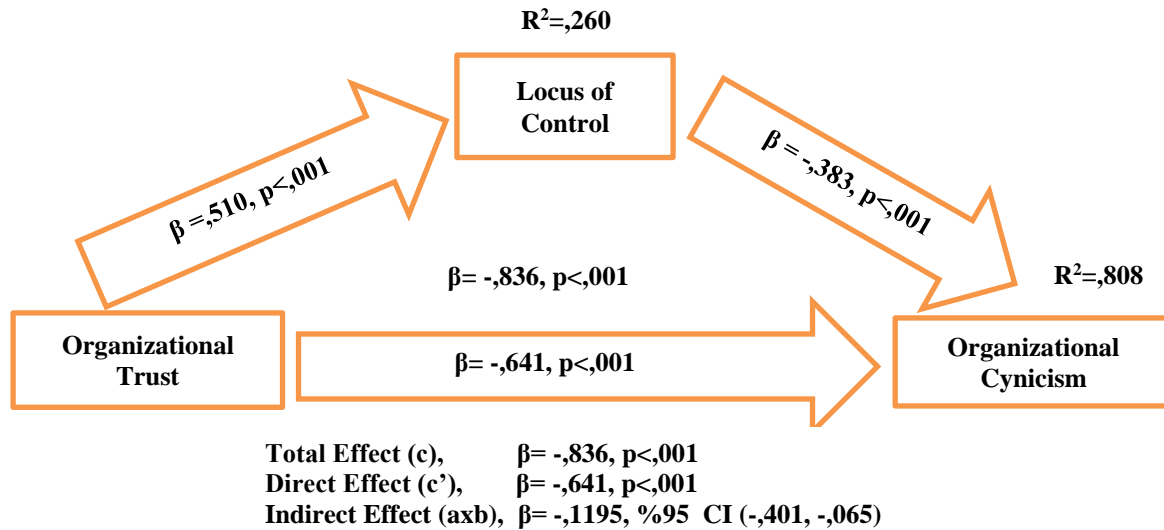 R²=,260
Locus of
Control
β =,510, p<,001
β = -,383, p<,001
β= -,836, p<,001
R²=,808
Organizational
Trust
β= -,641, p<,001
Organizational
Cynicism
Total Effect (c), β= -,836, p<,001
Direct Effect (c’), β= -,641, p<,001
Indirect Effect (axb), β= -,1195, %95 CI (-,401, -,065)